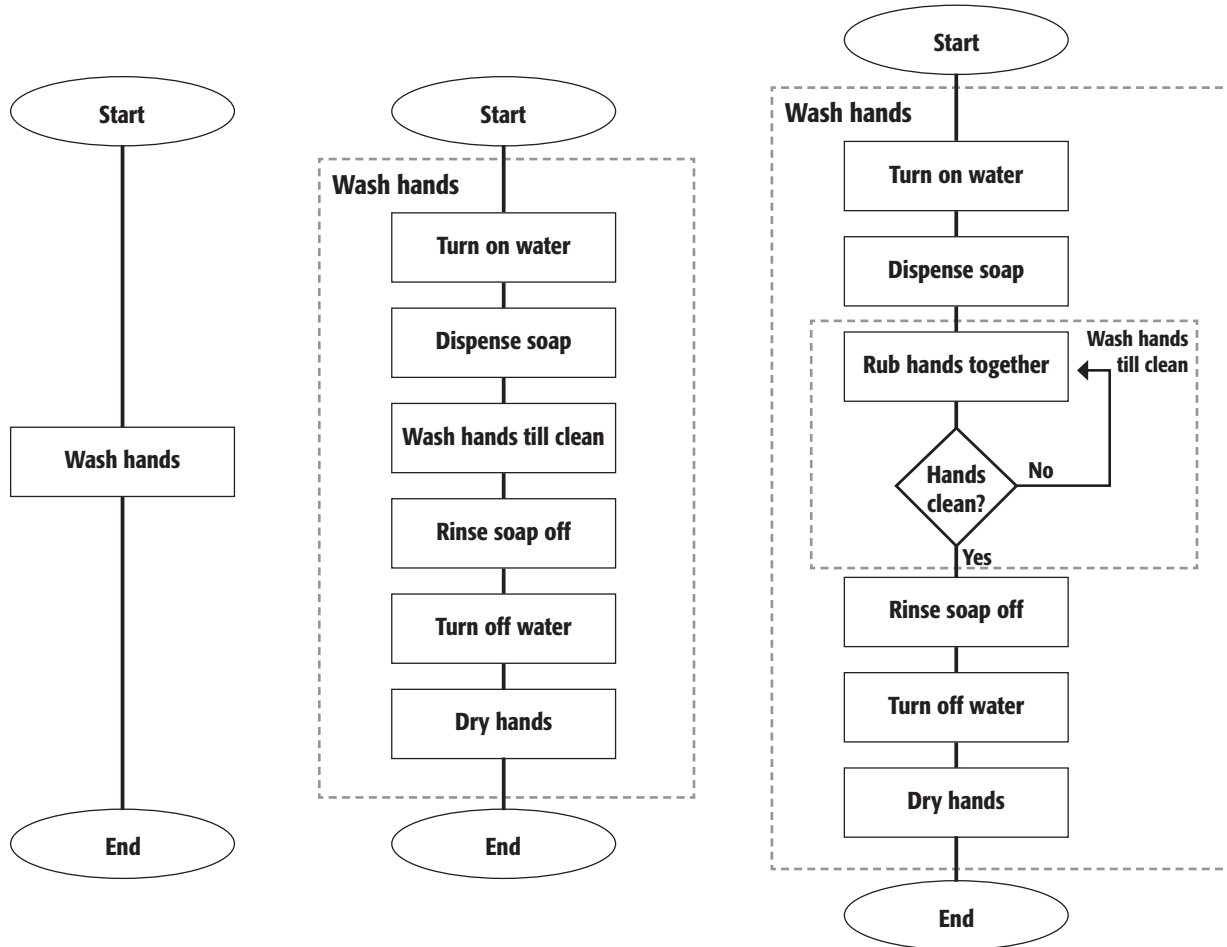 Start
Wash hands
End
Start
Wash hands
Turn on water
Dispense soap
Wash hands till clean
Rinse soap off
Turn off water
Dry hands
End
Start
Wash hands
Turn on water
Dispense soap
Wash hands
till clean
Rub hands together
Hands
clean?
No
Yes
Rinse soap off
Turn off water
Dry hands
End